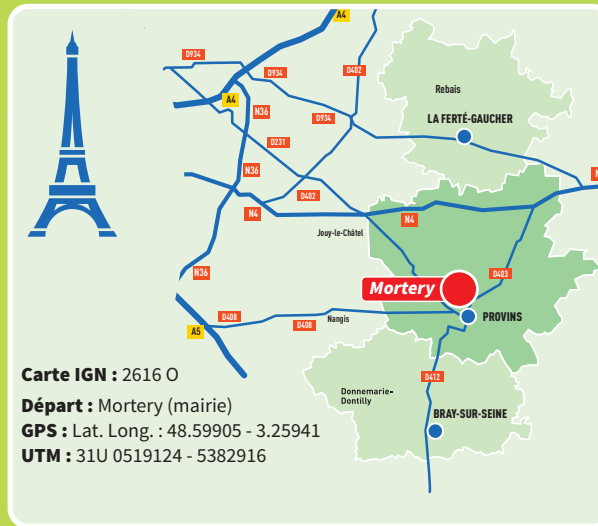 A4
D934
D402
D934
A4
Rebais
N36
D934
LA FERTÉ-GAUCHER
D231
N36
D402
N4
N4
Jouy-le-Châtel
N36
D403
Mortery
D408
D408
Nangis
PROVINS
A5
Carte IGN : 2616 O
D412
Départ : Mortery (mairie)
Donnemarie-
Dontilly
BRAY-SUR-SEINE
GPS : Lat. Long. : 48.59905 - 3.25941
UTM : 31U 0519124 - 5382916